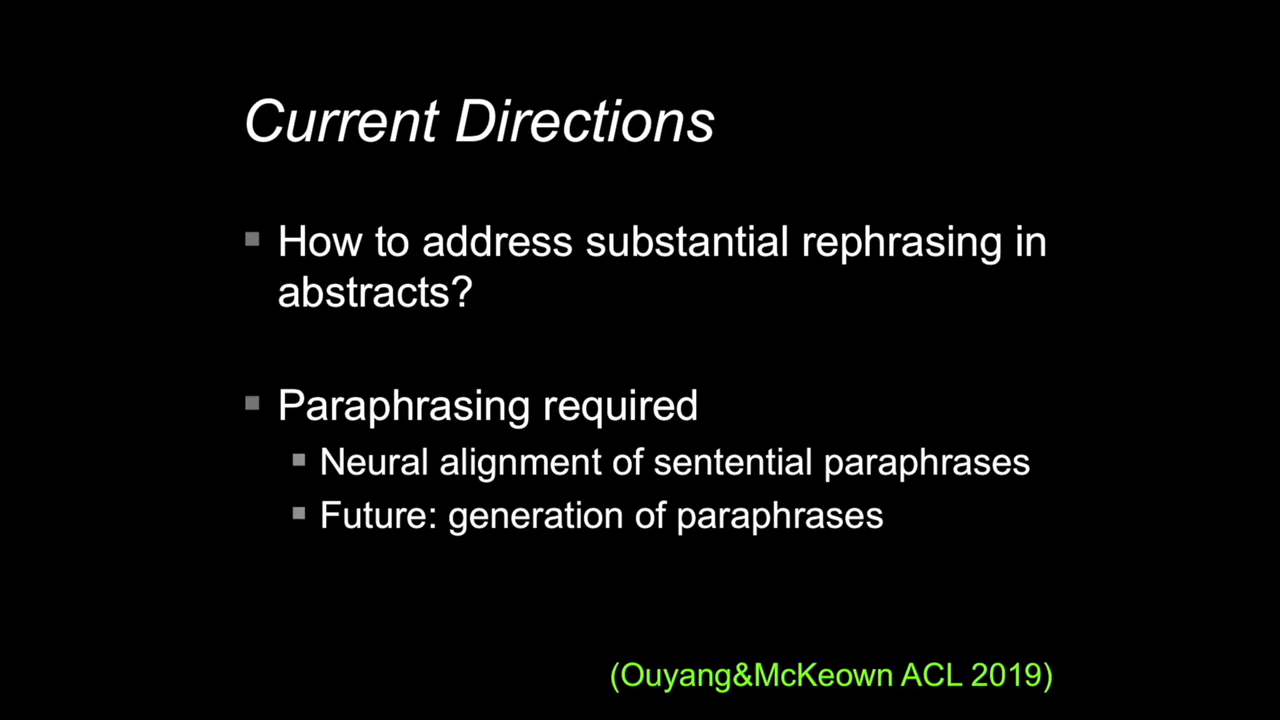 Current Directions
How to address substantial rephrasing in
abstracts?
Paraphrasing required
Neural alignment of sentential paraphrases
Future: generation of paraphrases
(Ouyang&McKeown ACL 2019)